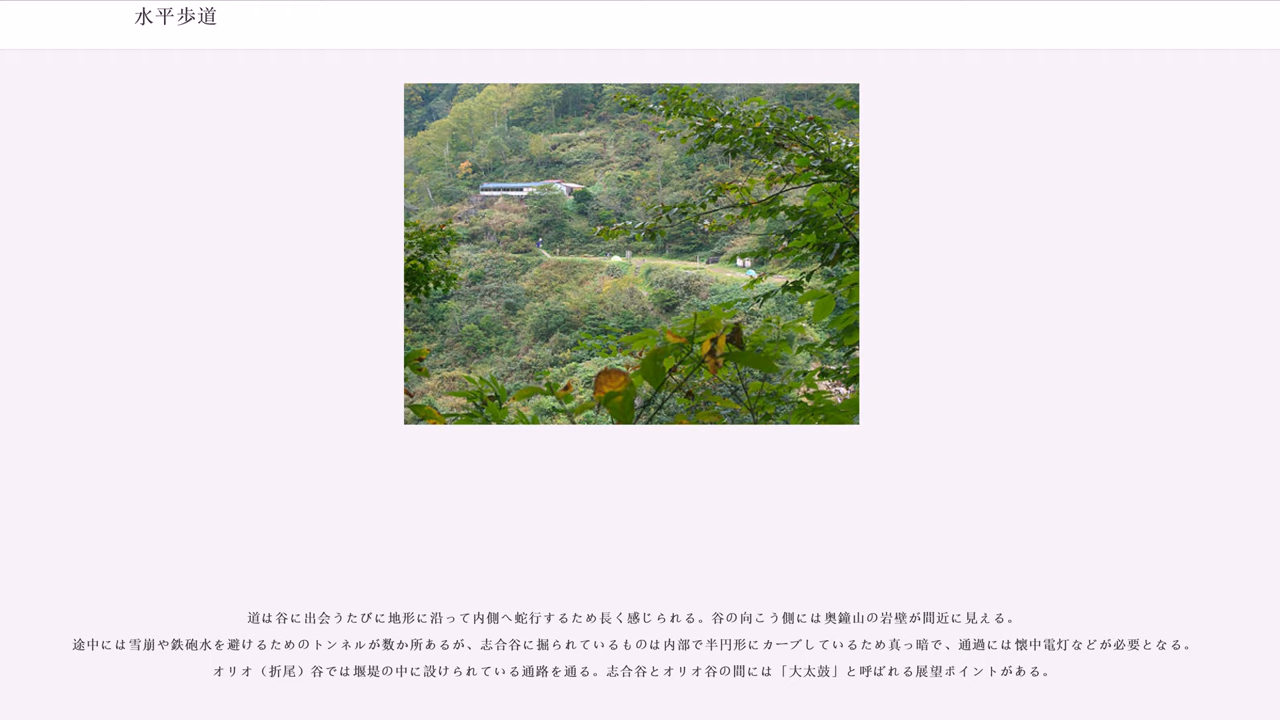 水平歩道
道は谷に出会うたびに地形に沿って内側へ蛇行するため長く感じられる。谷の向こう側には奥鐘山の岩壁が間近に見える。
途中には雪崩や鉄砲水を避けるためのトンネルが数か所あるが、志合谷に掘られているものは内部で半円形にカーブしているため真っ暗で、通過には懐中電灯などが必要となる。
オリオ（折尾）谷では堰堤の中に設けられている通路を通る。志合谷とオリオ谷の間には「大太鼓」と呼ばれる展望ポイントがある。